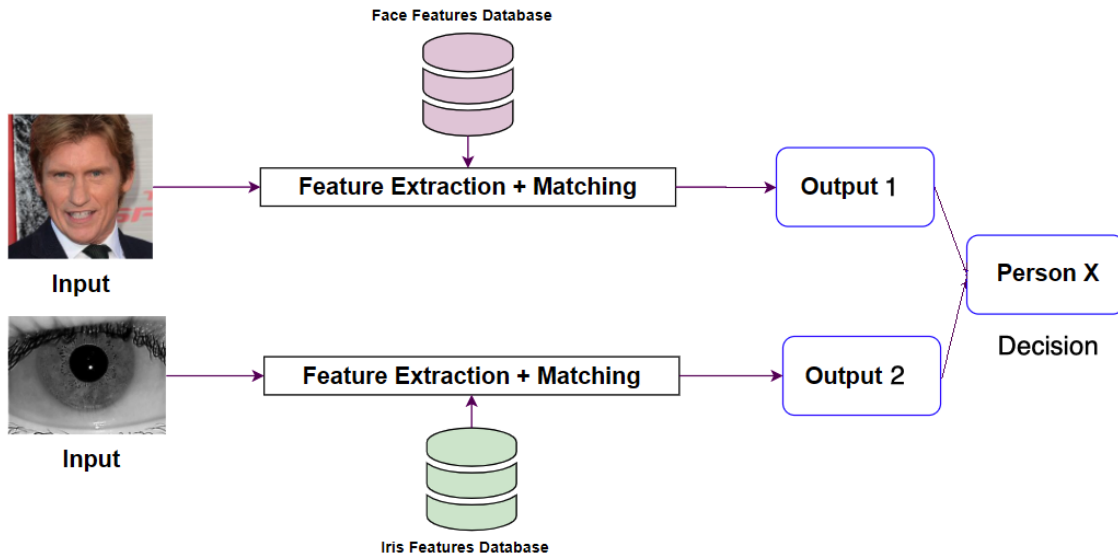 Face Features Database
Feature Extraction + Matching
Output 1
Input
Person X
Decision
Feature Extraction + Matching
Output 2
Input
Iris Features Database